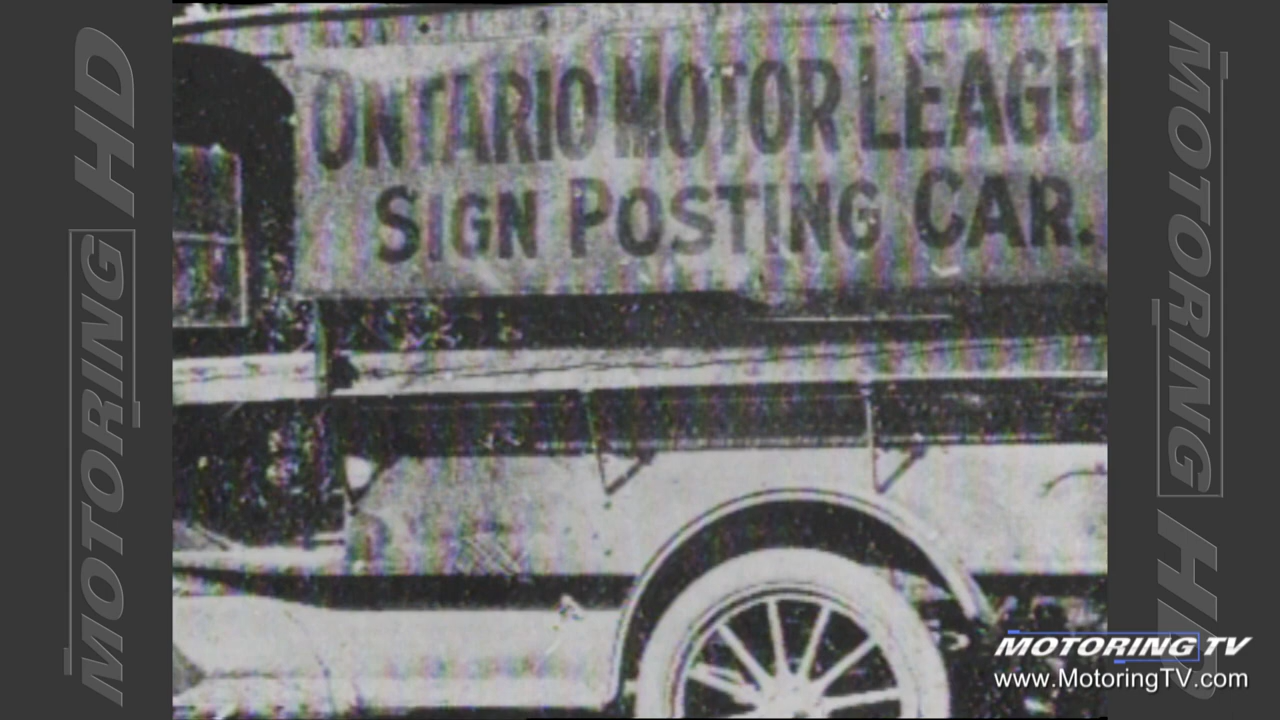 ONTARIO MOTOR LEAGU
SIGN POSTING CAR.
MOTORING HD
MOTORING HD
MOTORING TV
www.MotoringTV.com